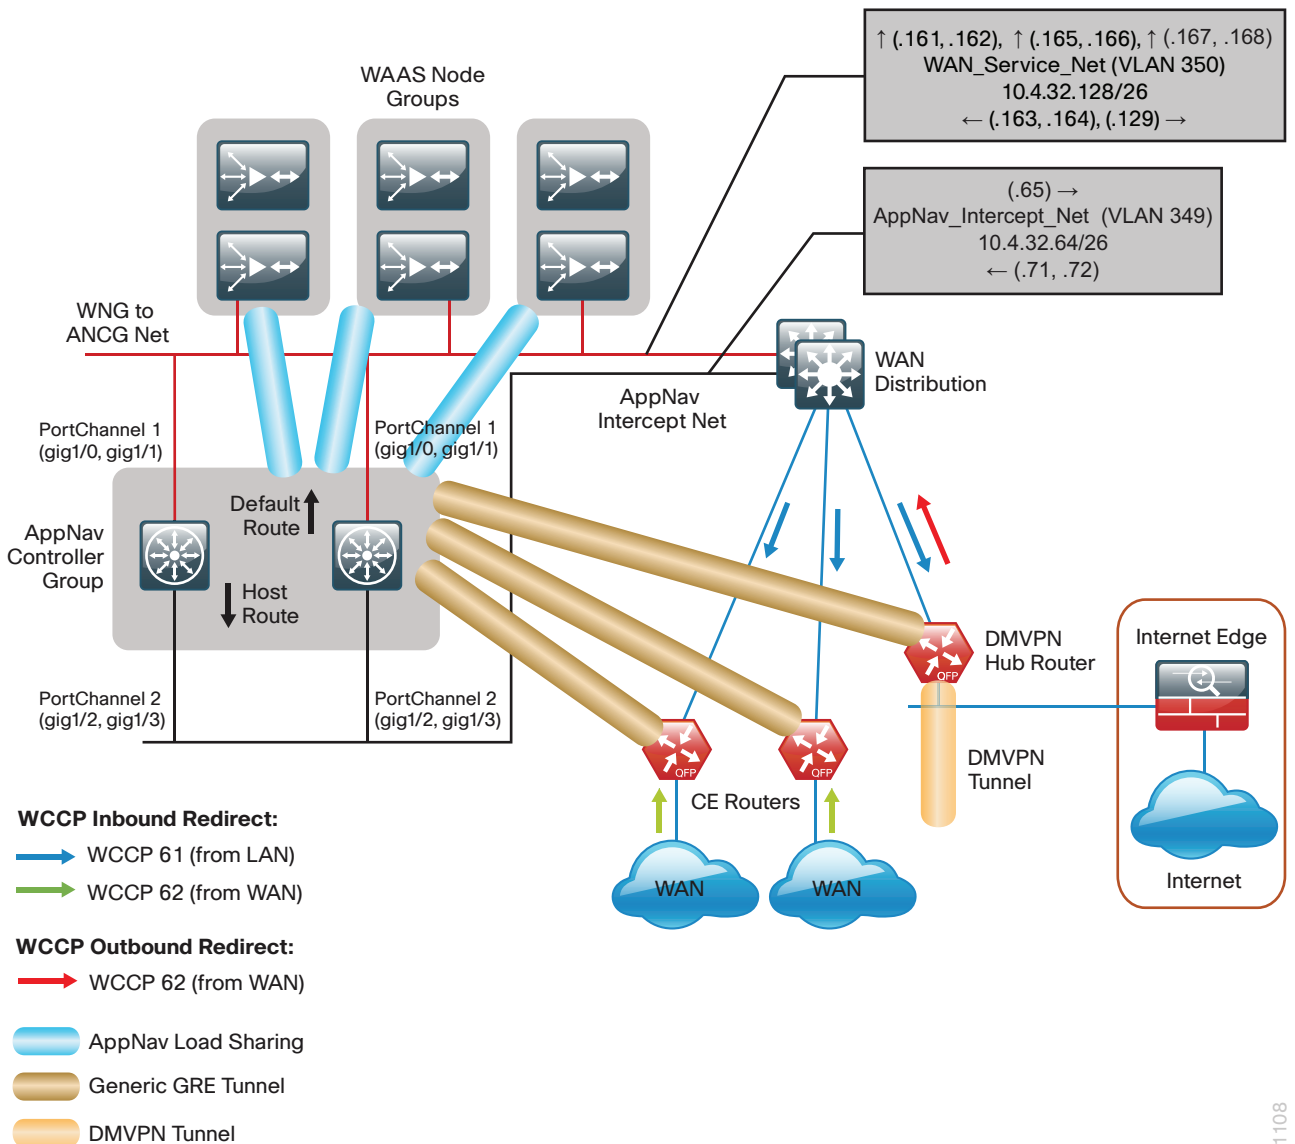 ↑ (.161, .162), ↑ (.165, .166), ↑ (.167, .168)
WAN_Service_Net (VLAN 350)
10.4.32.128/26
← (.163, .164), (.129) →
(.65) →
AppNav_Intercept_Net (VLAN 349)
10.4.32.64/26
← (.71, .72)
WAAS Node
Groups
WNG to
ANCG Net
WAN
Distribution
AppNav
Intercept Net
PortChannel 1
(gig1/0, gig1/1)
PortChannel 1
(gig1/0, gig1/1)
Default
Route
AppNav
Controller
Group
Host
Route
PortChannel 2
(gig1/2, gig1/3)
PortChannel 2
(gig1/2, gig1/3)
QFP
DMVPN
Hub Router
Internet Edge
QFP
QFP
DMVPN
Tunnel
CE Routers
WAN
WAN
Internet
WCCP Inbound Redirect:
WCCP 61 (from LAN)
WCCP 62 (from WAN)
WCCP Outbound Redirect:
WCCP 62 (from WAN)
AppNav Load Sharing
Generic GRE Tunnel
DMVPN Tunnel
1108